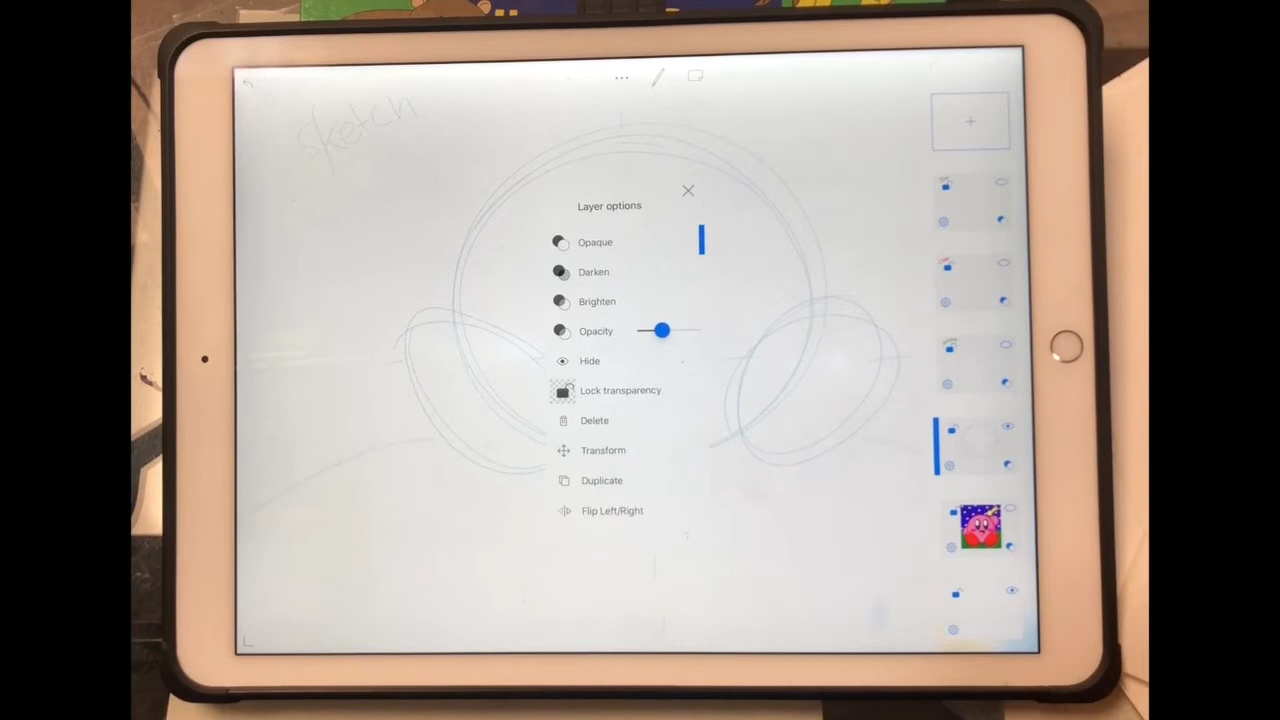 sketch
Layer options
Opaque
Darken
Brighten
Opacity
Hide
Lock transparency
Delete
Transform
Duplicate
Flip Left/Right